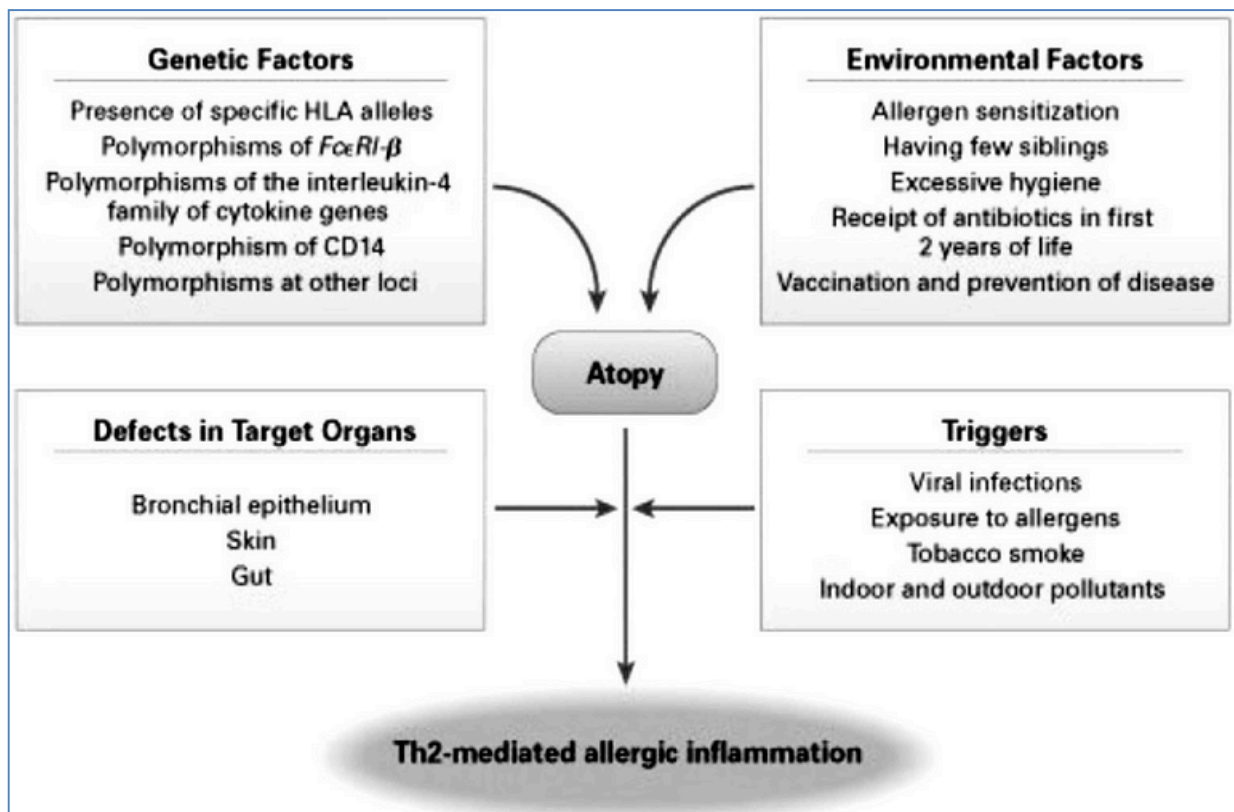 Genetic Factors
Presence of specific HLA alleles
Polymorphisms of FcεRI-β
Polymorphisms of the interleukin-4
family of cytokine genes
Polymorphism of CD14
Polymorphisms at other loci
Environmental Factors
Allergen sensitization
Having few siblings
Excessive hygiene
Receipt of antibiotics in first
2 years of life
Vaccination and prevention of disease
Atopy
Defects in Target Organs
Bronchial epithelium
Skin
Gut
Triggers
Viral infections
Exposure to allergens
Tobacco smoke
Indoor and outdoor pollutants
Th2-mediated allergic inflammation